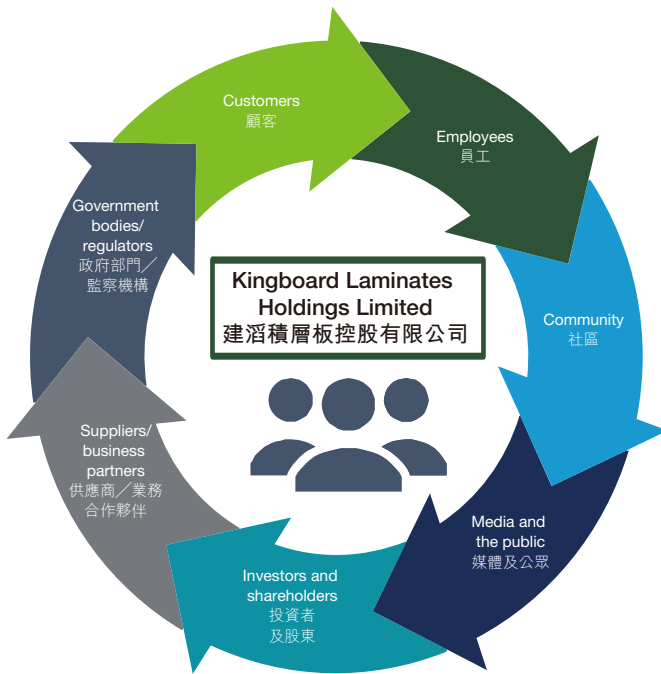 Customers
顧客
Employees
員工
Community
社區
Media and
the public
媒體及公眾
Investors and
shareholders
投資者
及股東
Suppliers/
business
partners
供應商／業務
合作夥伴
Government
bodies/
regulators
政府部門／
監察機構
Kingboard Laminates
Holdings Limited
建滔積層板控股有限公司